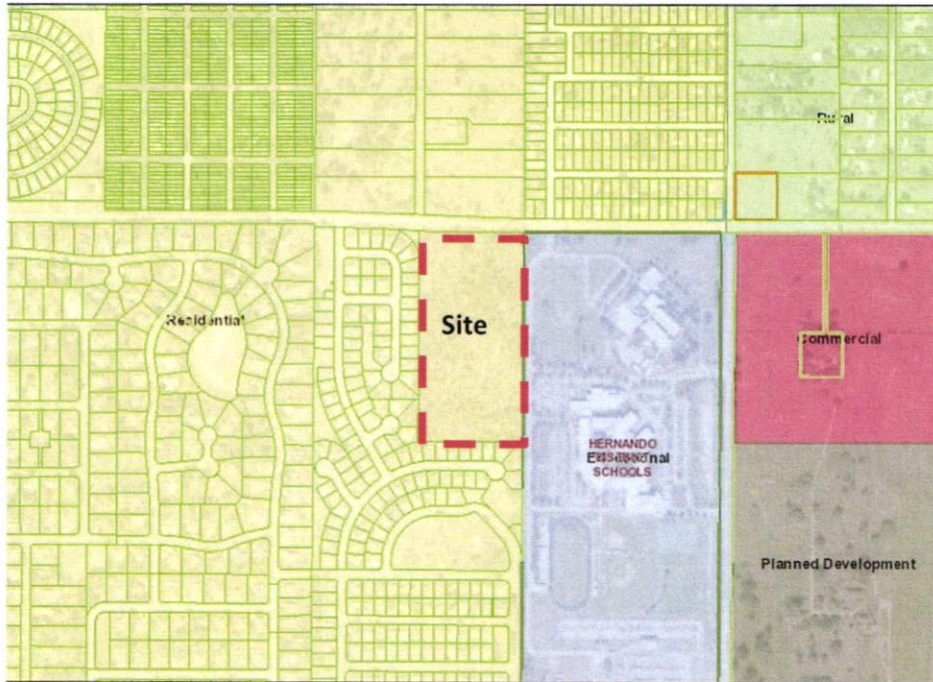 Rural
Residential
Site
Commercial
HERNANDO
SCHOOLS
Planned Development